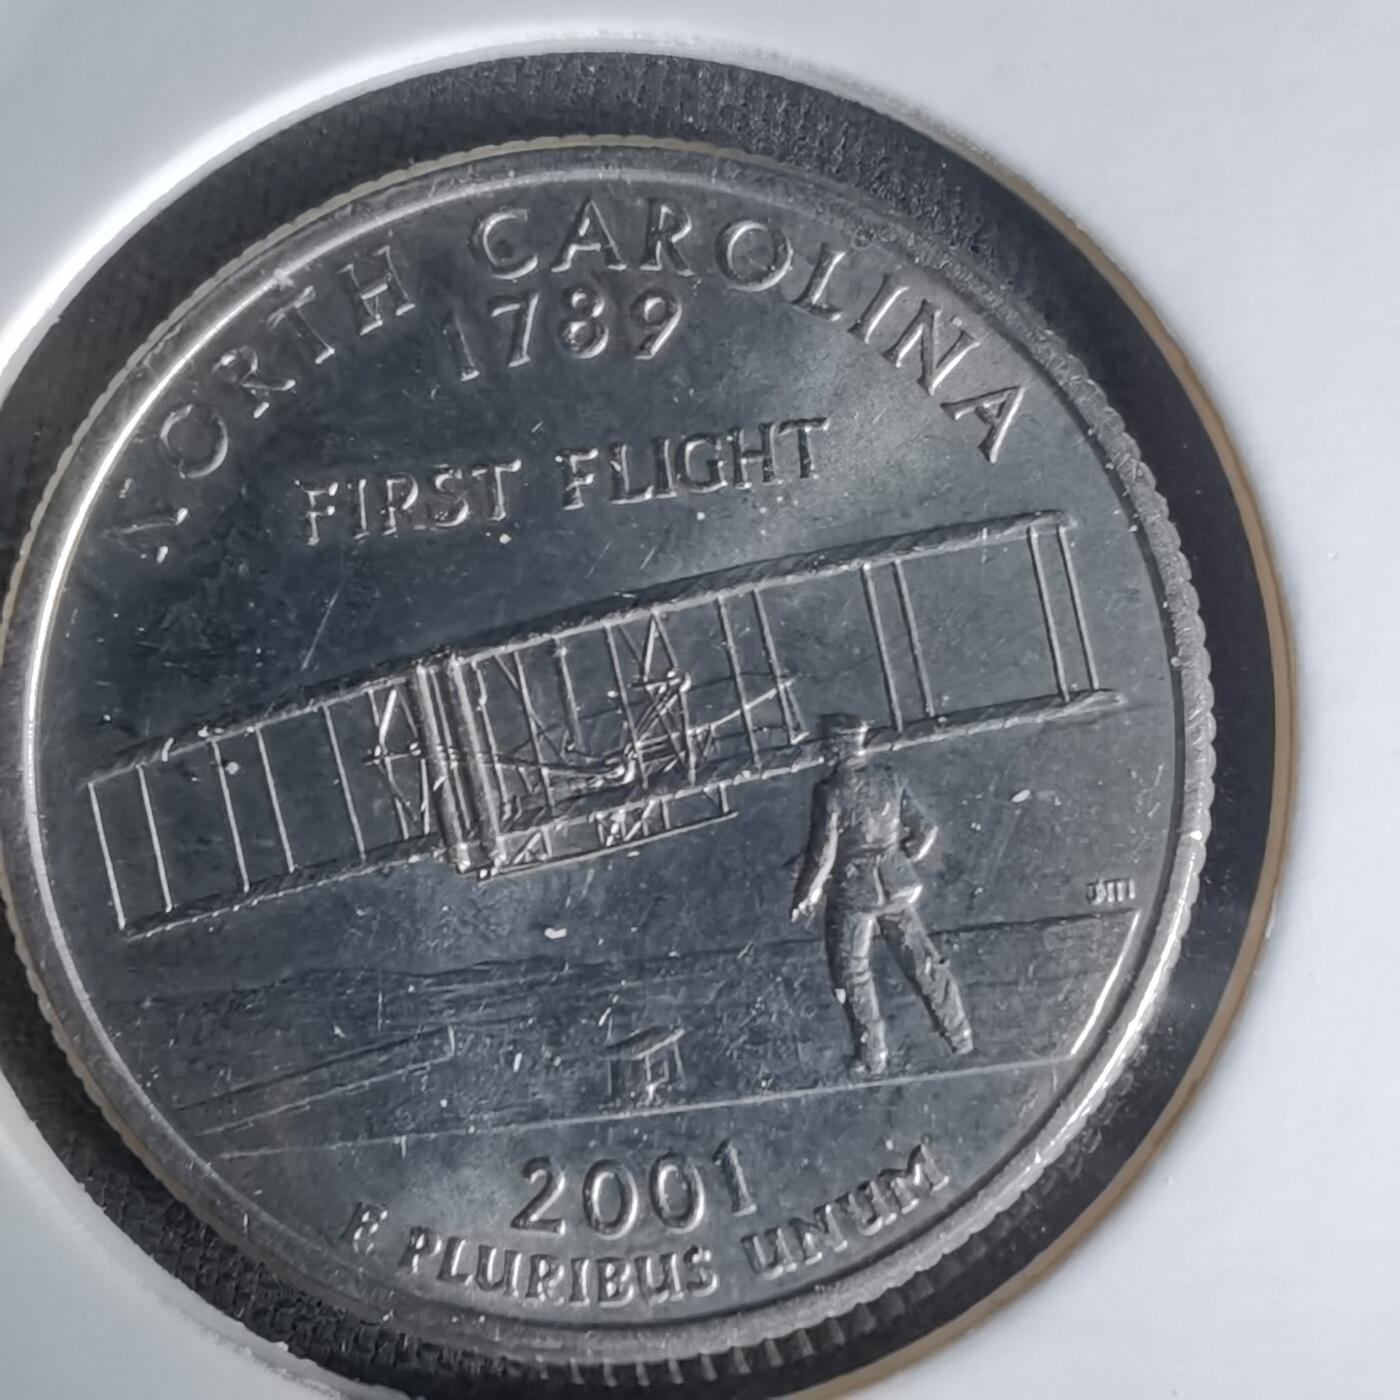 NORTH CAROLINA
1789
FIRST FLIGHT
2001
E PLURIBUS UNUM